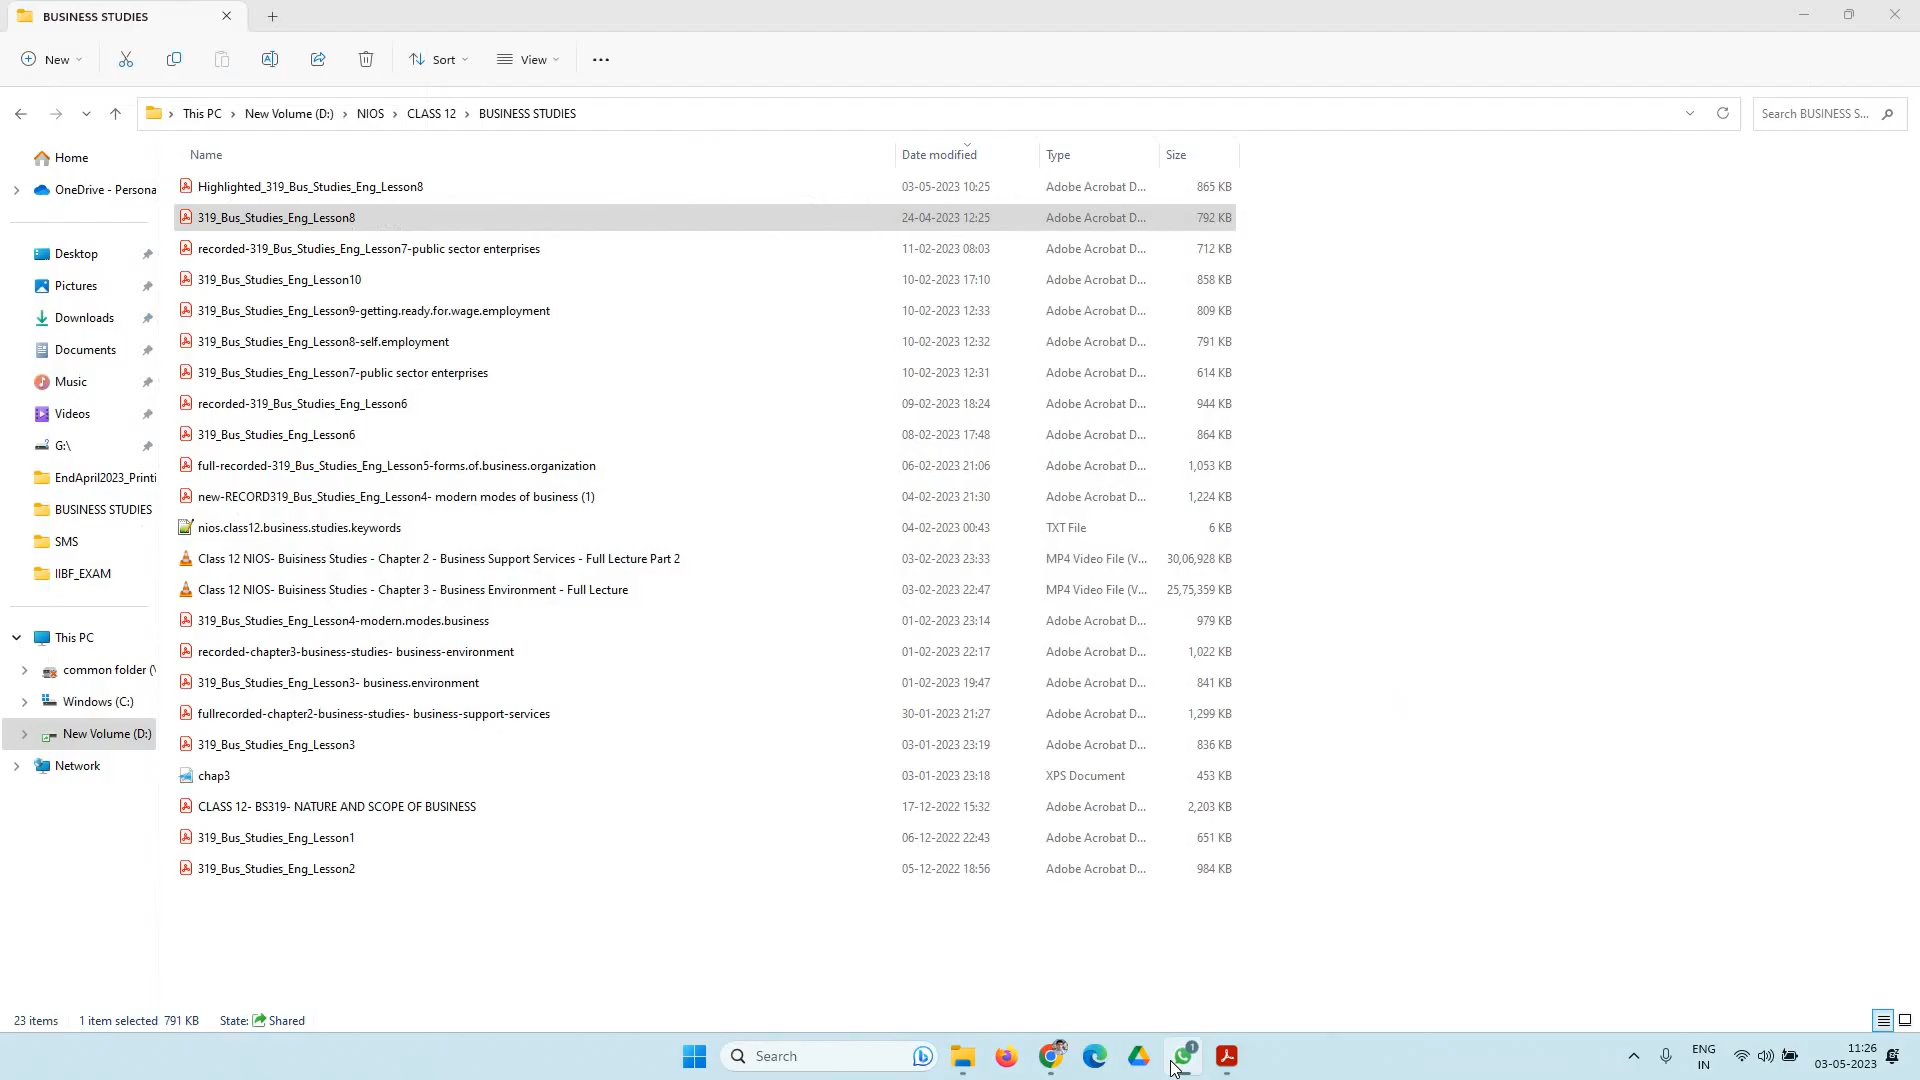 BUSINESS STUDIES
New
Sort
View
This PC > New Volume (D:) > NIOS > CLASS 12 > BUSINESS STUDIES
Search BUSINESS S...
Name Date modified Type Size
Highlighted_319_Bus_Studies_Eng_Lesson8 03-05-2023 10:25 Adobe Acrobat D... 865 KB
319_Bus_Studies_Eng_Lesson8 24-04-2023 12:25 Adobe Acrobat D... 792 KB
recorded-319_Bus_Studies_Eng_Lesson7-public sector enterprises 11-02-2023 08:03 Adobe Acrobat D... 712 KB
319_Bus_Studies_Eng_Lesson10 10-02-2023 17:10 Adobe Acrobat D... 858 KB
319_Bus_Studies_Eng_Lesson9-getting.ready.for.wage.employment 10-02-2023 12:33 Adobe Acrobat D... 809 KB
319_Bus_Studies_Eng_Lesson8-self.employment 10-02-2023 12:32 Adobe Acrobat D... 791 KB
319_Bus_Studies_Eng_Lesson7-public sector enterprises 10-02-2023 12:31 Adobe Acrobat D... 614 KB
recorded-319_Bus_Studies_Eng_Lesson6 09-02-2023 18:24 Adobe Acrobat D... 944 KB
319_Bus_Studies_Eng_Lesson6 08-02-2023 17:48 Adobe Acrobat D... 864 KB
full-recorded-319_Bus_Studies_Eng_Lesson5-forms.of.business.organization 06-02-2023 21:06 Adobe Acrobat D... 1,053 KB
new-RECORD319_Bus_Studies_Eng_Lesson4- modern modes of business (1) 04-02-2023 21:30 Adobe Acrobat D... 1,224 KB
nios.class12.business.studies.keywords 04-02-2023 00:43 TXT File 6 KB
Class 12 NIOS- Buisiness Studies - Chapter 2 - Business Support Services - Full Lecture Part 2 03-02-2023 23:33 MP4 Video File (V... 30,06,928 KB
Class 12 NIOS- Buisiness Studies - Chapter 3 - Business Environment - Full Lecture 03-02-2023 22:47 MP4 Video File (V... 25,75,359 KB
319_Bus_Studies_Eng_Lesson4-modern.modes.business 01-02-2023 23:14 Adobe Acrobat D... 979 KB
recorded-chapter3-business-studies- business-environment 01-02-2023 22:17 Adobe Acrobat D... 1,022 KB
319_Bus_Studies_Eng_Lesson3- business.environment 01-02-2023 19:47 Adobe Acrobat D... 841 KB
fullrecorded-chapter2-business-studies- business-support-services 30-01-2023 21:27 Adobe Acrobat D... 1,299 KB
319_Bus_Studies_Eng_Lesson3 03-01-2023 23:19 Adobe Acrobat D... 836 KB
chap3 03-01-2023 23:18 XPS Document 453 KB
CLASS 12- BS319- NATURE AND SCOPE OF BUSINESS 17-12-2022 15:32 Adobe Acrobat D... 2,203 KB
319_Bus_Studies_Eng_Lesson1 06-12-2022 22:43 Adobe Acrobat D... 651 KB
319_Bus_Studies_Eng_Lesson2 05-12-2022 18:56 Adobe Acrobat D... 984 KB
Home
OneDrive - Persona
Desktop
Pictures
Downloads
Documents
Music
Videos
G:\
EndApril2023_Printi
BUSINESS STUDIES
SMS
IIBF_EXAM
This PC
common folder (\
Windows (C:)
New Volume (D:)
Network
23 items 1 item selected 791 KB State: Shared
Search
1
ENG
IN
11:26
03-05-2023